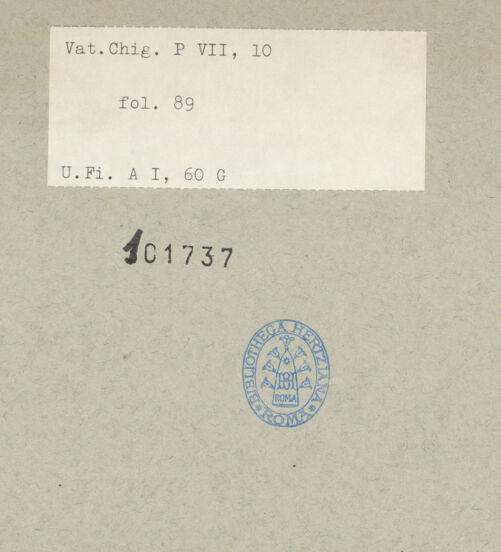 Vat.Chig. P VII, 10
fol. 89
U.Fi. A I, 60 G
101737
BIBLIOTHECA HERTZIANA
ROMA
ROMA